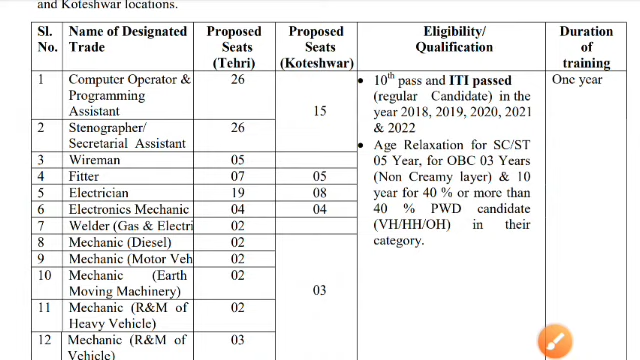 and Koteshwar locations.
Sl. No. Name of Designated Trade Proposed Seats (Tehri) Proposed Seats (Koteshwar) Eligibility/ Qualification Duration of training
1 Computer Operator & Programming Assistant 26
15
2 Stenographer/ Secretarial Assistant 26
3 Wireman 05
4 Fitter 07 05
5 Electrician 19 08
6 Electronics Mechanic 04 04
7 Welder (Gas & Electri 02
8 Mechanic (Diesel) 02
9 Mechanic (Motor Veh 02
10 Mechanic (Earth Moving Machinery) 02
03
11 Mechanic (R&M of Heavy Vehicle) 02
12 Mechanic (R&M of Vehicle) 03
• 10th pass and ITI passed
(regular Candidate) in the
year 2018, 2019, 2020, 2021
& 2022
• Age Relaxation for SC/ST
05 Year, for OBC 03 Years
(Non Creamy layer) & 10
year for 40 % or more than
40 % PWD candidate
(VH/HH/OH) in their
category.
One year